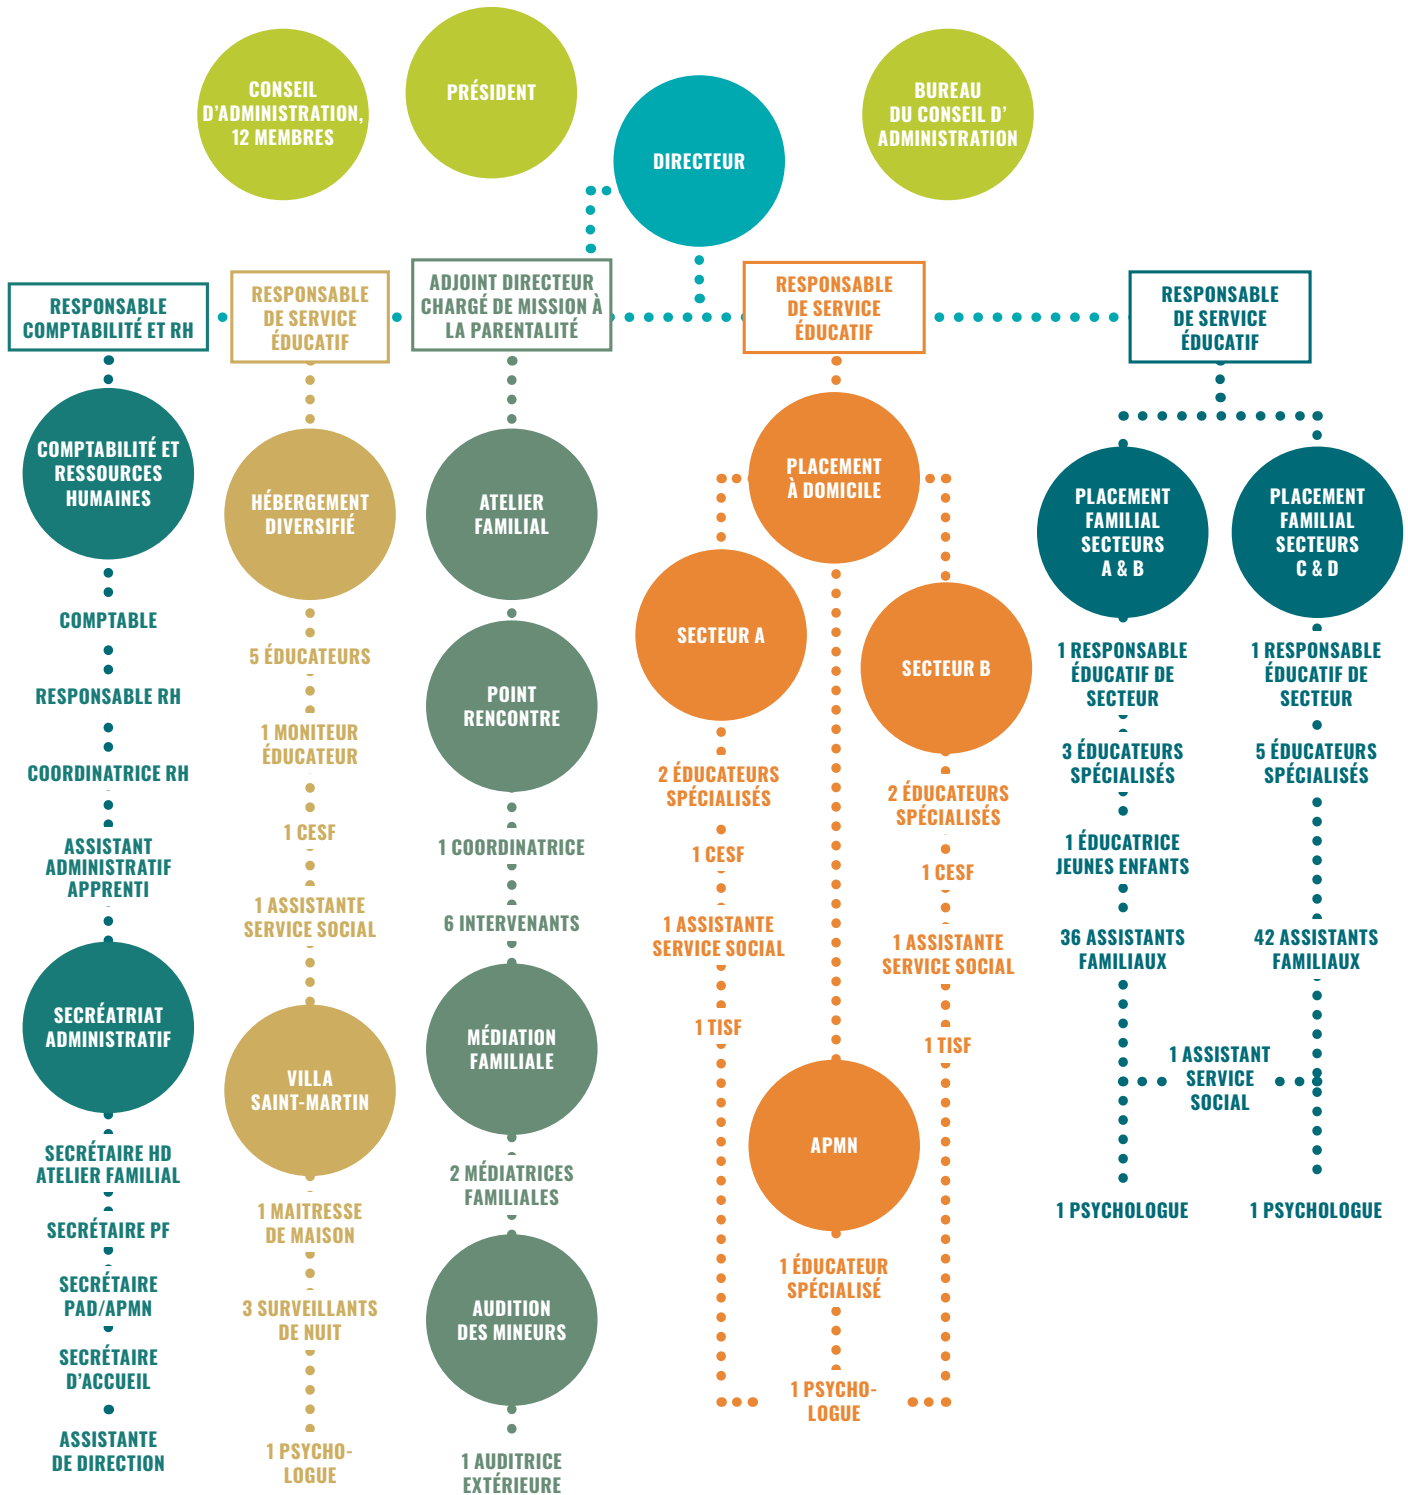 CONSEIL
D'ADMINISTRATION,
12 MEMBRES
PRÉSIDENT
DIRECTEUR
BUREAU
DU CONSEIL D'
ADMINISTRATION
RESPONSABLE
COMPTABILITÉ ET RH
COMPTABILITÉ ET
RESSOURCES
HUMAINES
COMPTABLE
RESPONSABLE RH
COORDINATRICE RH
ASSISTANT
ADMINISTRATIF
APPRENTI
SECRÉATRIAT
ADMINISTRATIF
SECRÉTAIRE HD
ATELIER FAMILIAL
SECRÉTAIRE PF
SECRÉTAIRE
PAD/APMN
SECRÉTAIRE
D'ACCUEIL
ASSISTANTE
DE DIRECTION
RESPONSABLE
DE SERVICE
ÉDUCATIF
HÉBERGEMENT
DIVERSIFIÉ
5 ÉDUCATEURS
1 MONITEUR
ÉDUCATEUR
1 CESF
1 ASSISTANTE
SERVICE SOCIAL
VILLA
SAINT-MARTIN
1 MAITRESSE
DE MAISON
3 SURVEILLANTS
DE NUIT
1 PSYCHO-
LOGUE
ADJOINT DIRECTEUR
CHARGÉ DE MISSION À
LA PARENTALITÉ
ATELIER
FAMILIAL
POINT
RENCONTRE
1 COORDINATRICE
6 INTERVENANTS
MÉDIATION
FAMILIALE
2 MÉDIATRICES
FAMILIALES
AUDITION
DES MINEURS
1 AUDITRICE
EXTÉRIEURE
RESPONSABLE
DE SERVICE
ÉDUCATIF
PLACEMENT
À DOMICILE
SECTEUR A
2 ÉDUCATEURS
SPÉCIALISÉS
1 CESF
1 ASSISTANTE
SERVICE SOCIAL
1 TISF
SECTEUR B
2 ÉDUCATEURS
SPÉCIALISÉS
1 CESF
1 ASSISTANTE
SERVICE SOCIAL
1 TISF
APMN
1 ÉDUCATEUR
SPÉCIALISÉ
1 PSYCHO-
LOGUE
RESPONSABLE
DE SERVICE
ÉDUCATIF
PLACEMENT
FAMILIAL
SECTEURS
A & B
1 RESPONSABLE
ÉDUCATIF DE
SECTEUR
3 ÉDUCATEURS
SPÉCIALISÉS
1 ÉDUCATRICE
JEUNES ENFANTS
36 ASSISTANTS
FAMILIAUX
PLACEMENT
FAMILIAL
SECTEURS
C & D
1 RESPONSABLE
ÉDUCATIF DE
SECTEUR
5 ÉDUCATEURS
SPÉCIALISÉS
42 ASSISTANTS
FAMILIAUX
1 ASSISTANT
SERVICE
SOCIAL
1 PSYCHOLOGUE
1 PSYCHOLOGUE